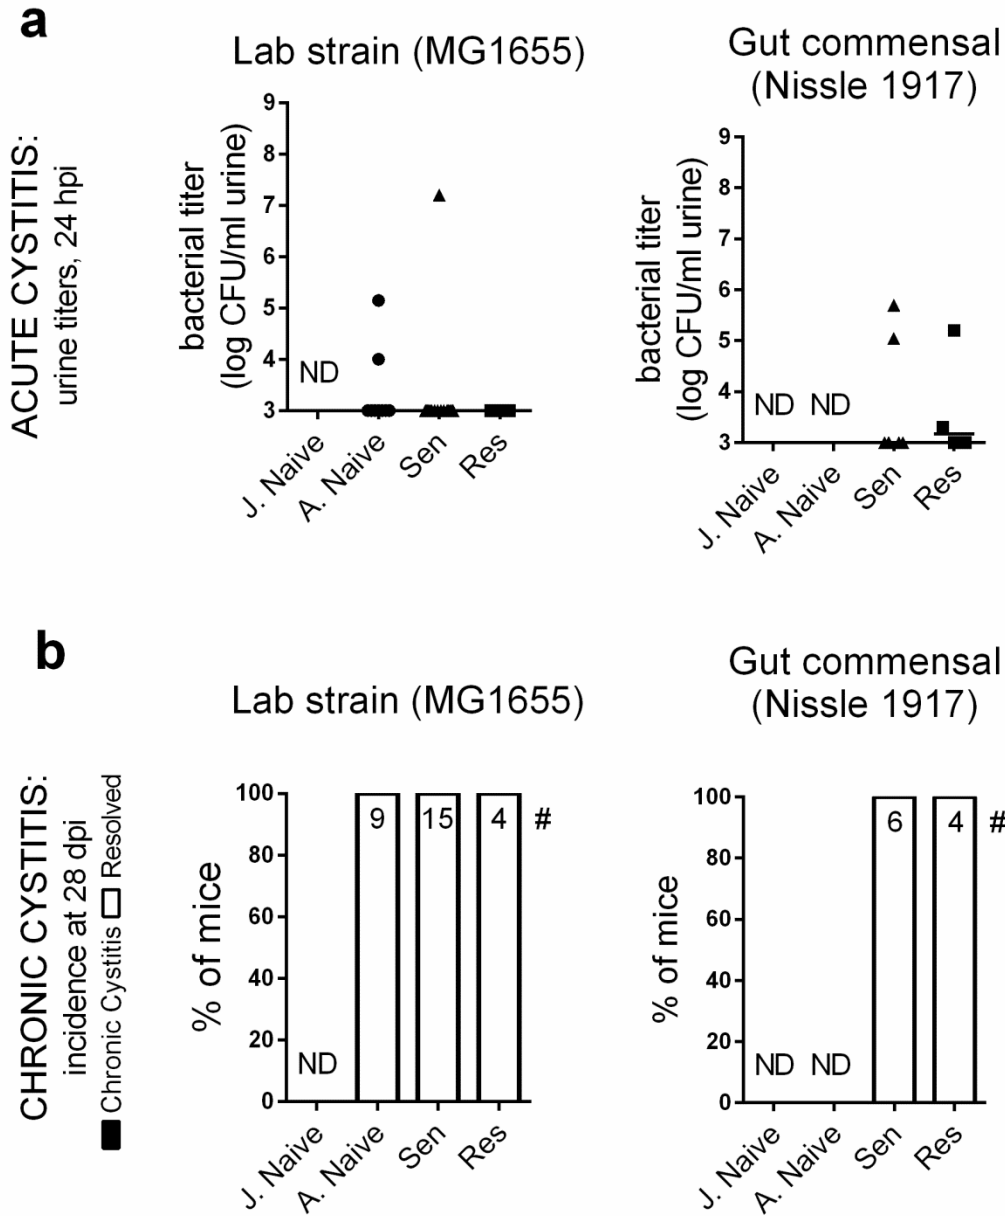 a
Lab strain (MG1655)
Gut commensal
(Nissle 1917)
ACUTE CYSTITIS:
urine titers, 24 hpi
bacterial titer
(log CFU/ml urine)
9
8
7
6
5
4
3
ND
J. Naive
A. Naive
Sen
Res
bacterial titer
(log CFU/ml urine)
9
8
7
6
5
4
3
ND
ND
J. Naive
A. Naive
Sen
Res
b
Lab strain (MG1655)
Gut commensal
(Nissle 1917)
CHRONIC CYSTITIS:
incidence at 28 dpi
Chronic Cystitis
Resolved
% of mice
100
80
60
40
20
0
ND
9
15
4
#
J. Naive
A. Naive
Sen
Res
% of mice
100
80
60
40
20
0
ND
ND
6
4
#
J. Naive
A. Naive
Sen
Res